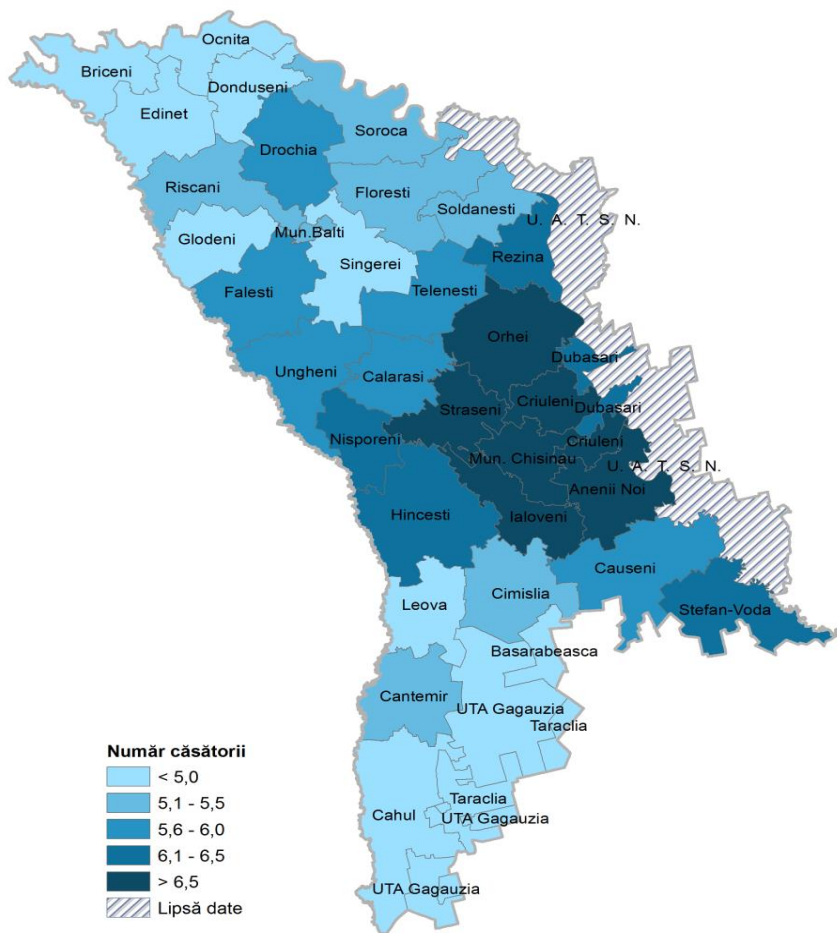 Ocnita
Briceni
Donduseni
Edinet
Soroca
Drochia
Riscani
Floresti
Soldanesti
U. A. T. S. N.
Mun.Balti
Glodeni
Rezina
Singerei
Falesti
Telenesti
Orhei
Dubasari
Ungheni
Calarasi
Criuleni
Straseni
Dubasari
Nisporeni
Criuleni
Mun. Chisinau
U. A. T. S. N.
Anenii Noi
Hincesti
Ialoveni
Causeni
Cimislia
Leova
Stefan-Voda
Basarabeasca
Cantemir
UTA Gagauzia
Taraclia
Număr căsătorii
< 5,0
5,1 - 5,5
5,6 - 6,0
6,1 - 6,5
> 6,5
Lipsă date
Taraclia
Cahul
UTA Gagauzia
UTA Gagauzia